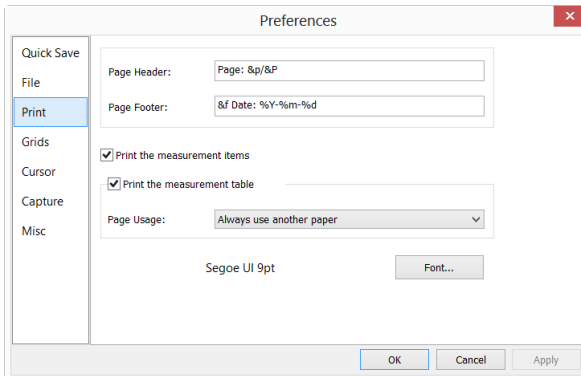 Preferences
Quick Save
File
Print
Grids
Cursor
Capture
Misc
Page Header: Page: &p/&P
Page Footer: &f Date: %Y-%m-%d
Print the measurement items
Print the measurement table
Page Usage: Always use another paper
Segoe UI 9pt Font...
OK Cancel Apply